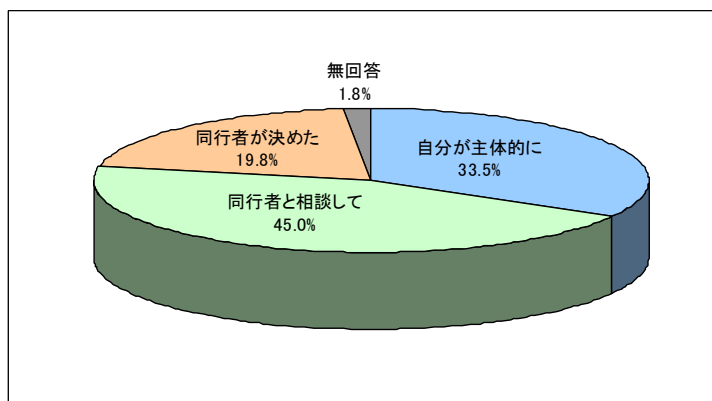 無回答
1.8%
同行者が決めた
19.8%
自分が主体的に
33.5%
同行者と相談して
45.0%